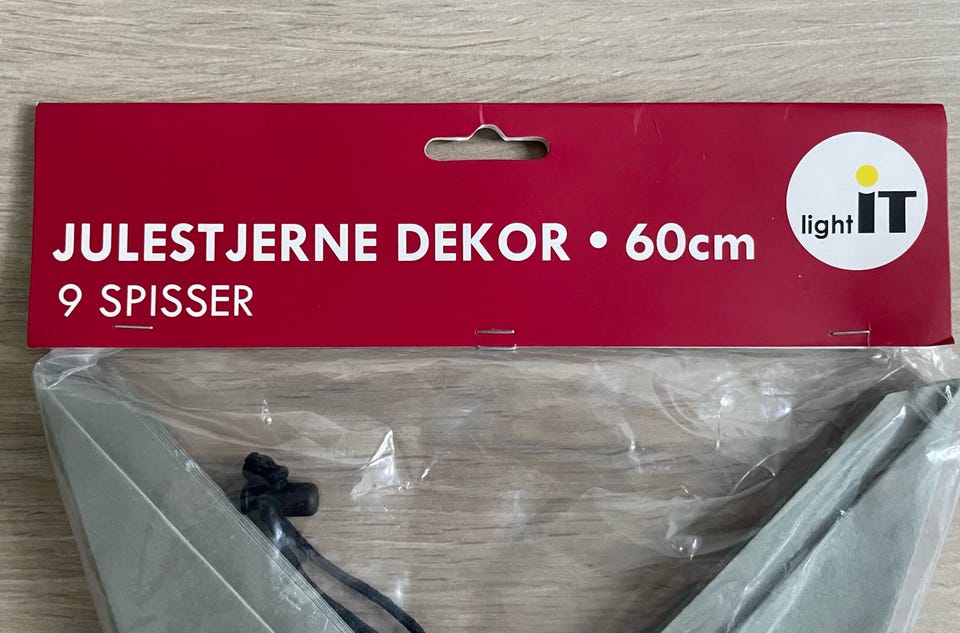 JULESTJERNE DEKOR • 60cm
9 SPISSER
light iT